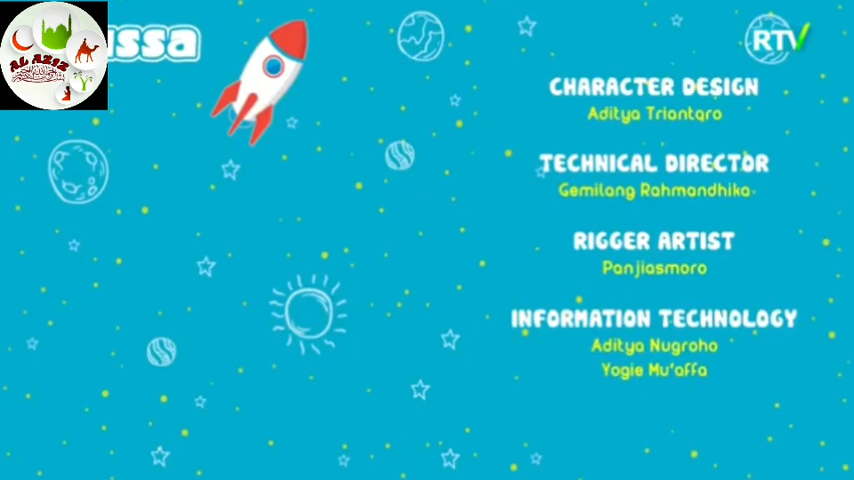 ussa
AL AZIZ
RTV
CHARACTER DESIGN
Aditya Triantoro
TECHNICAL DIRECTOR
Gemilang Rahmandhika
RIGGER ARTIST
Panjiasmoro
INFORMATION TECHNOLOGY
Aditya Nugroho
Yogie Mu'affa